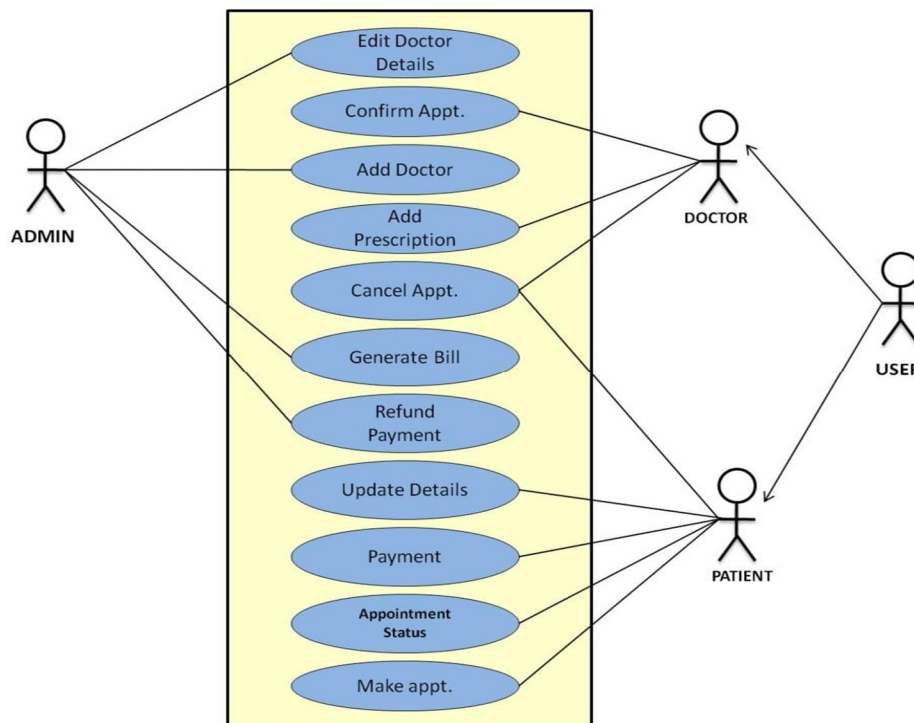 Edit Doctor
Details
Confirm Appt.
Add Doctor
Add
Prescription
Cancel Appt.
Generate Bill
Refund
Payment
Update Details
Payment
Appointment
Status
Make appt.
ADMIN
DOCTOR
USER
PATIENT